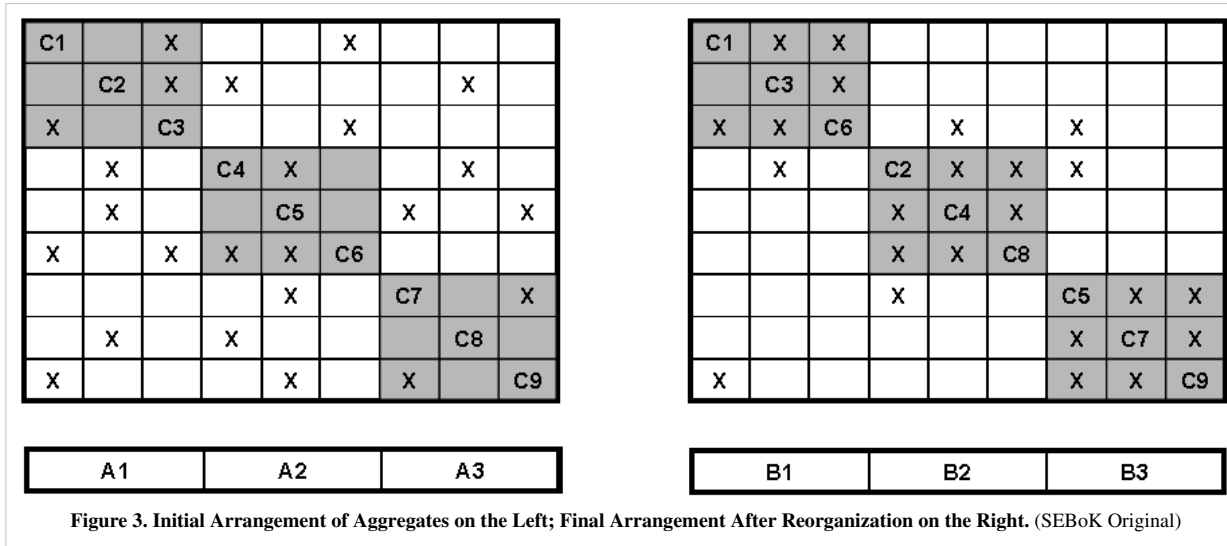 C1 X X
C2 X X X
X C3 X
X C4 X X
X C5 X X
X X X X C6
X C7 X
X X C8
X X X C9
A1 A2 A3
C1 X X
C3 X
X X C6 X X
X C2 X X X
X C4 X
X X C8
X C5 X X
X C7 X
X X X C9
B1 B2 B3
Figure 3. Initial Arrangement of Aggregates on the Left; Final Arrangement After Reorganization on the Right. (SEBoK Original)